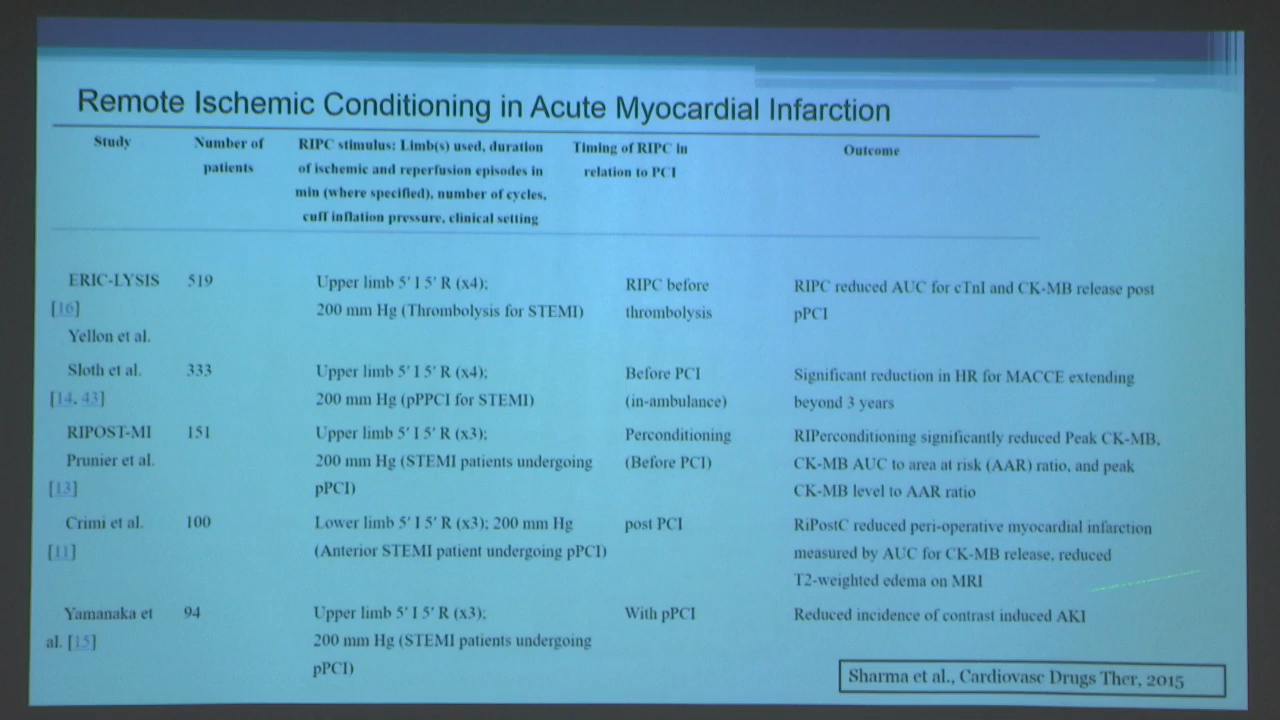 Remote Ischemic Conditioning in Acute Myocardial Infarction
Study
Number of
patients
RIPC stimulus: Limb(s) used, duration
of ischemic and reperfusion episodes in
min (where specified), number of cycles,
cuff inflation pressure, clinical setting
Timing of RIPC in
relation to PCI
Outcome
ERIC-LYSIS
[16]
Yellon et al.
519
Upper limb 5' I 5' R (x4);
200 mm Hg (Thrombolysis for STEMI)
RIPC before
thrombolysis
RIPC reduced AUC for cTnI and CK-MB release post
pPCI
Sloth et al.
[14, 43]
333
Upper limb 5' I 5' R (x4);
200 mm Hg (pPPCI for STEMI)
Before PCI
(in-ambulance)
Significant reduction in HR for MACCE extending
beyond 3 years
RIPOST-MI
Prunier et al.
[13]
151
Upper limb 5' I 5' R (x3);
200 mm Hg (STEMI patients undergoing
pPCI)
Perconditioning
(Before PCI)
RIPerconditioning significantly reduced Peak CK-MB,
CK-MB AUC to area at risk (AAR) ratio, and peak
CK-MB level to AAR ratio
Crimi et al.
[11]
100
Lower limb 5' I 5' R (x3); 200 mm Hg
(Anterior STEMI patient undergoing pPCI)
post PCI
RiPostC reduced peri-operative myocardial infarction
measured by AUC for CK-MB release, reduced
T2-weighted edema on MRI
Yamanaka et
al. [15]
94
Upper limb 5' I 5' R (x3);
200 mm Hg (STEMI patients undergoing
pPCI)
With pPCI
Reduced incidence of contrast induced AKI
Sharma et al., Cardiovasc Drugs Ther, 2015